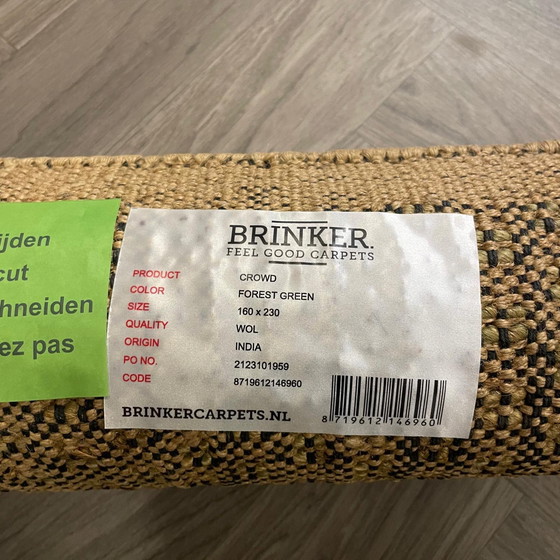 ijden
cut
hneiden
ez pas
BRINKER.
FEEL GOOD CARPETS
PRODUCT CROWD
COLOR FOREST GREEN
SIZE 160 x 230
QUALITY WOL
ORIGIN INDIA
PO NO. 2123101959
CODE 8719612146960
BRINKERCARPETS.NL
8 719612 146960